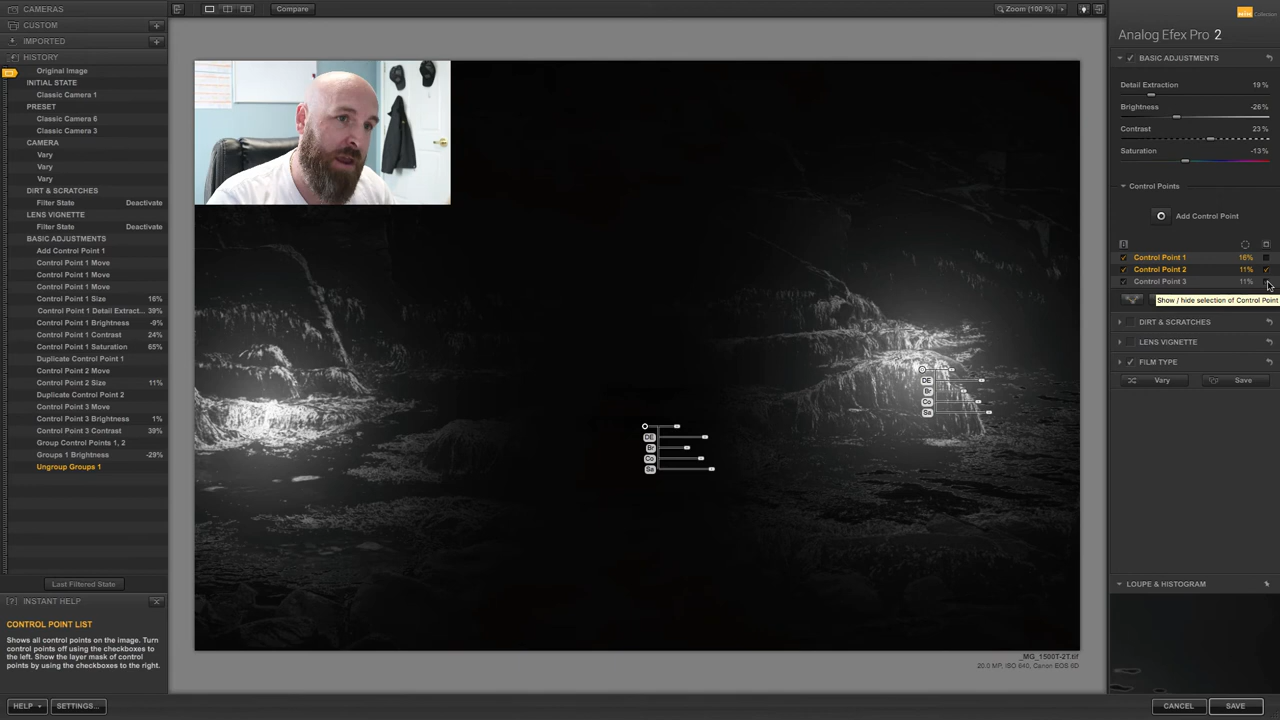 CAMERAS
CUSTOM
IMPORTED
HISTORY
Original Image
INITIAL STATE
Classic Camera 1
PRESET
Classic Camera 6
Classic Camera 3
CAMERA
Vary
Vary
Vary
DIRT & SCRATCHES
Filter State Deactivate
LENS VIGNETTE
Filter State Deactivate
BASIC ADJUSTMENTS
Add Control Point 1
Control Point 1 Move
Control Point 1 Move
Control Point 1 Move
Control Point 1 Size 16%
Control Point 1 Detail Extract... 39%
Control Point 1 Brightness -9%
Control Point 1 Contrast 24%
Control Point 1 Saturation 65%
Duplicate Control Point 1
Control Point 2 Move
Control Point 2 Size 11%
Duplicate Control Point 2
Control Point 3 Move
Control Point 3 Brightness 1%
Control Point 3 Contrast 39%
Group Control Points 1, 2
Groups 1 Brightness -29%
Ungroup Groups 1
Last Filtered State
[?] INSTANT HELP
CONTROL POINT LIST
Shows all control points on the image. Turn
control points off using the checkboxes to
the left. Show the layer mask of control
points by using the checkboxes to the right.
HELP SETTINGS...
Compare
Zoom (100 %)
DE
Br
Co
Sa
DE
Br
Co
Sa
_MG_1500T-2T.tif
20.0 MP, ISO 640, Canon EOS 6D
Collection
Analog Efex Pro 2
BASIC ADJUSTMENTS
Detail Extraction 19 %
Brightness -26 %
Contrast 23 %
Saturation -13 %
Control Points
Add Control Point
Control Point 1 16%
Control Point 2 11%
Control Point 3 11%
Show / hide selection of Control Point
DIRT & SCRATCHES
LENS VIGNETTE
FILM TYPE
Vary Save
LOUPE & HISTOGRAM
CANCEL SAVE